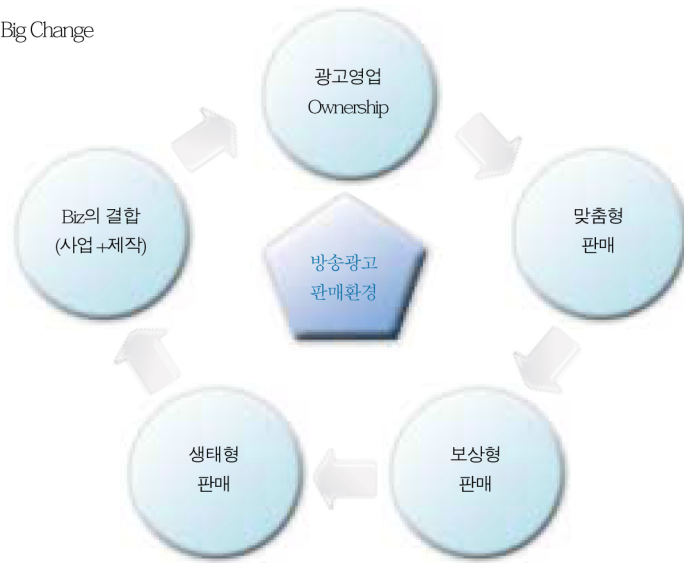 Big Change
광고영업
Ownership
맞춤형
판매
보상형
판매
생태형
판매
Biz의 결합
(사업+제작)
방송광고
판매환경